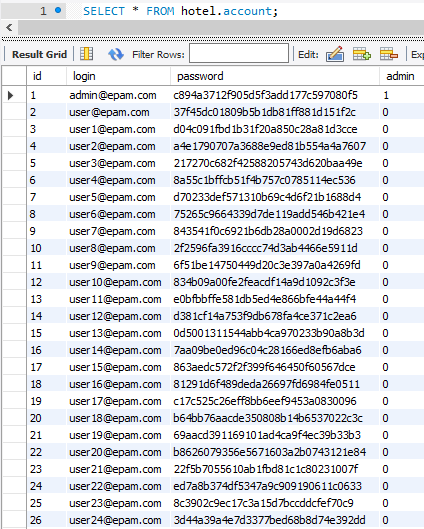 1 SELECT * FROM hotel.account;
Result Grid Filter Rows: Edit:
id login password admin
1 admin@epam.com c894a3712f905d5f3add177c597080f5 1
2 user@epam.com 37f45dc01809b5b1db81ff881d151f2c 0
3 user1@epam.com d04c091fbd1b31f20a850c28a81d3cce 0
4 user2@epam.com a4e1790707a3688e9ed81b554a4a7607 0
5 user3@epam.com 217270c682f42588205743d620baa49e 0
6 user4@epam.com 8a55c1bffcb51f4b757c0785114ec536 0
7 user5@epam.com d70233def571310b69c4d6f21b1688d4 0
8 user6@epam.com 75265c9664339d7de119add546b421e4 0
9 user7@epam.com 843541f0c6921b6db28a0002d19d6823 0
10 user8@epam.com 2f2596fa3916cccc74d3ab4466e5911d 0
11 user9@epam.com 6f51be14750449d20c3e397a0a4269fd 0
12 user10@epam.com 834b09a00fe2feacdf14a9d1092c3f3e 0
13 user11@epam.com e0bfbbffe581db5ed4e866bfe44a44f4 0
14 user12@epam.com d381cf14a753f9db678fa4ce371c2ea6 0
15 user13@epam.com 0d5001311544abb4ca970233b90a8b3d 0
16 user14@epam.com 7aa09be0ed96c04c28166ed8efb6aba6 0
17 user15@epam.com 863aedc572f2f399f646450f60567dce 0
18 user16@epam.com 81291d6f489deda26697fd6984fe0511 0
19 user17@epam.com c17c525c26eff8bb6eef9453a0830096 0
20 user18@epam.com b64bb76aacde350808b14b6537022c3c 0
21 user19@epam.com 69aacd391169101ad4ca9f4ec39b33b3 0
22 user20@epam.com b8626079356e5671603a2b0743121e84 0
23 user21@epam.com 22f5b7055610ab1fbd81c1c80231007f 0
24 user22@epam.com ed7a8b374df5347a9c909190611c0633 0
25 user23@epam.com 8c3902c9ec17c3a15d7bccddcfef70c9 0
26 user24@epam.com 3d44a39a4e7d3377bed68b8d74e392dd 0